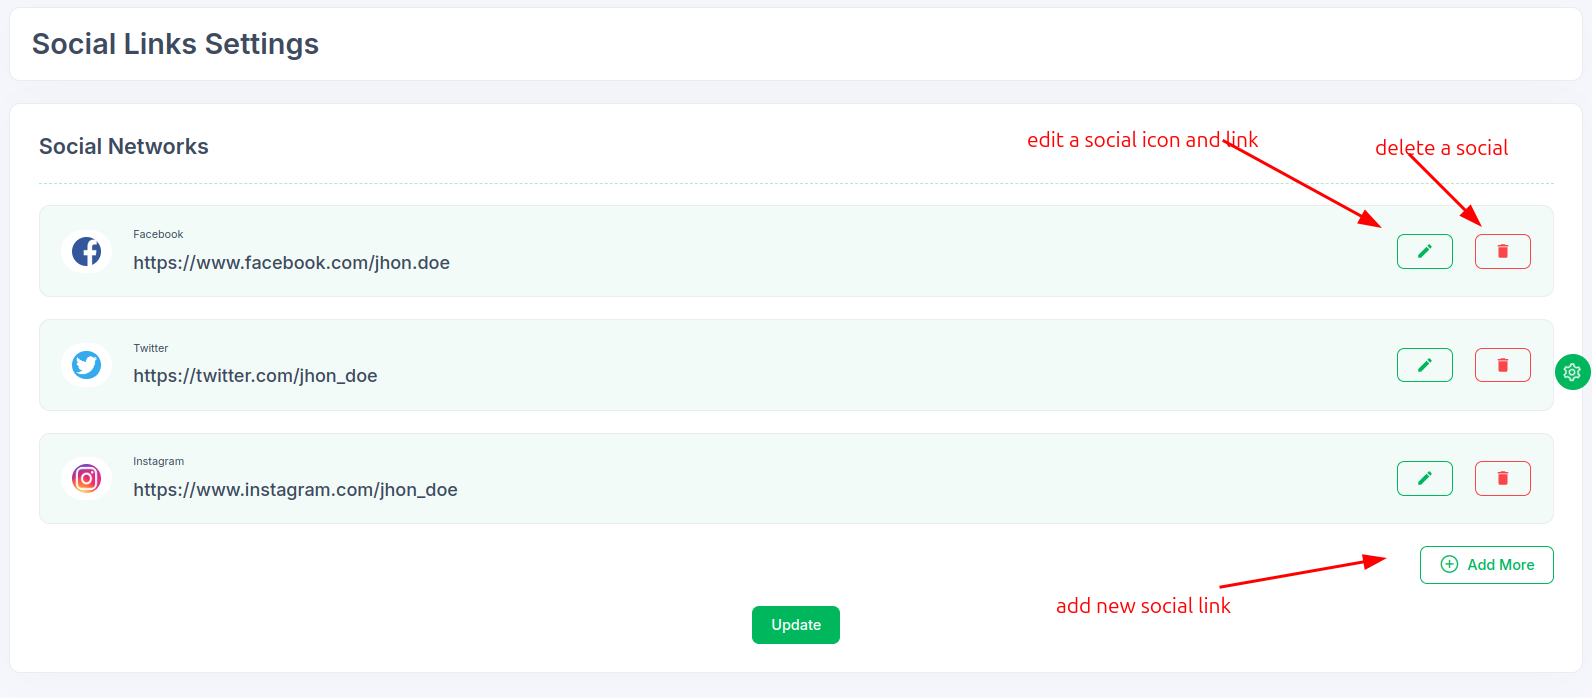 Social Links Settings
Social Networks
edit a social icon and link
delete a social
Facebook
https://www.facebook.com/jhon.doe
Twitter
https://twitter.com/jhon_doe
Instagram
https://www.instagram.com/jhon_doe
Add More
add new social link
Update